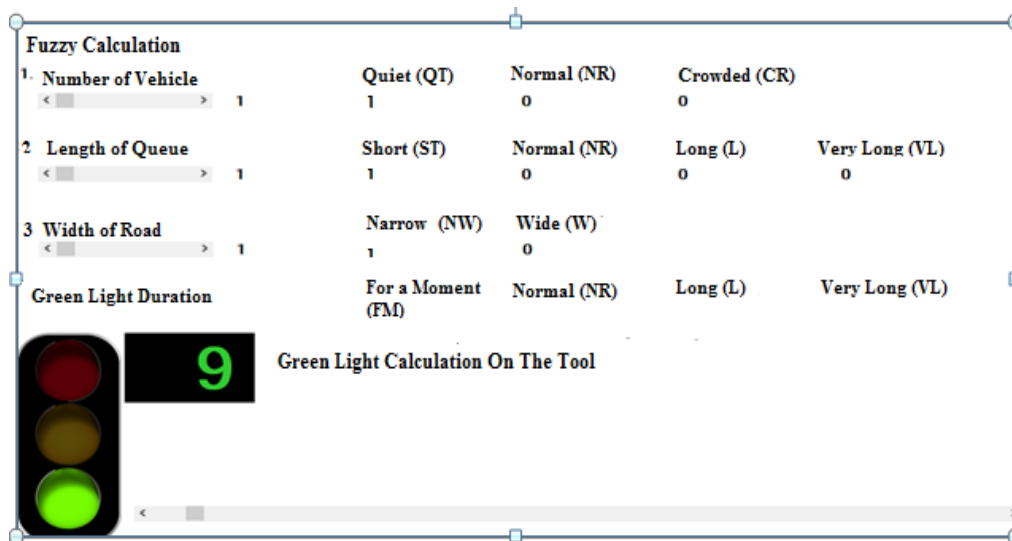 Fuzzy Calculation
1. Number of Vehicle Quiet (QT) Normal (NR) Crowded (CR)
< > 1 1 0 0
2 Length of Queue Short (ST) Normal (NR) Long (L) Very Long (VL)
< > 1 1 0 0 0
3 Width of Road Narrow (NW) Wide (W)
< > 1 1 0
Green Light Duration For a Moment (FM) Normal (NR) Long (L) Very Long (VL)
9 Green Light Calculation On The Tool
<